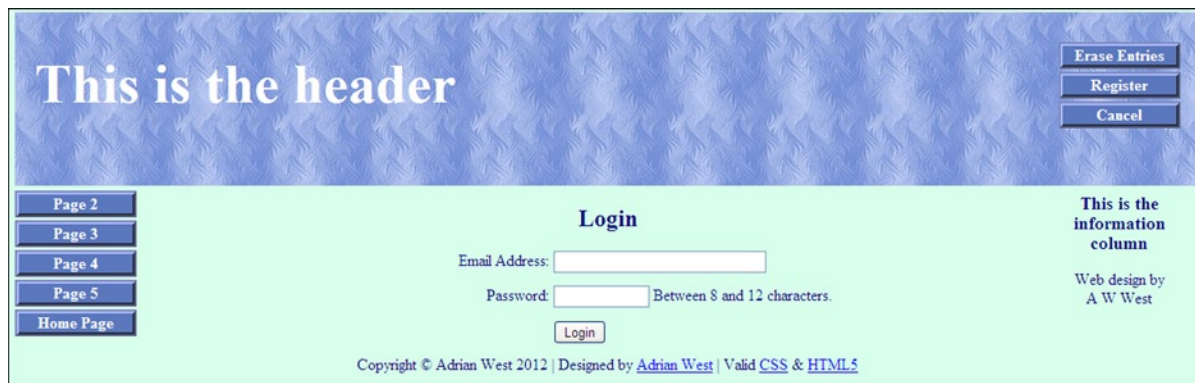 This is the header
Erase Entries
Register
Cancel
Page 2
Page 3
Page 4
Page 5
Home Page
Login
Email Address:
Password: Between 8 and 12 characters.
Login
This is the
information
column
Web design by
A W West
Copyright © Adrian West 2012 | Designed by Adrian West | Valid CSS & HTML5